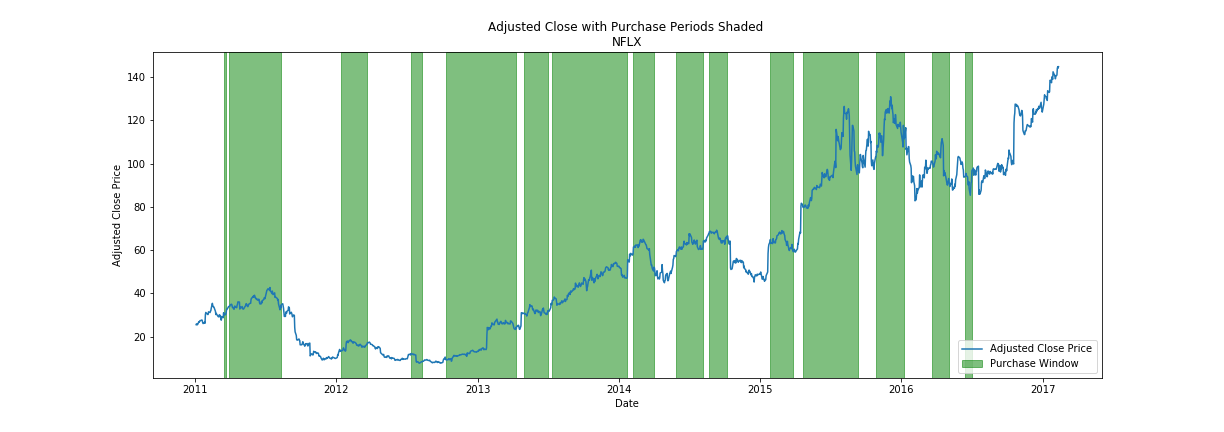 Adjusted Close with Purchase Periods Shaded
NFLX
Adjusted Close Price
140
120
100
80
60
40
20
2011
2012
2013
2014
2015
2016
2017
Date
Adjusted Close Price
Purchase Window